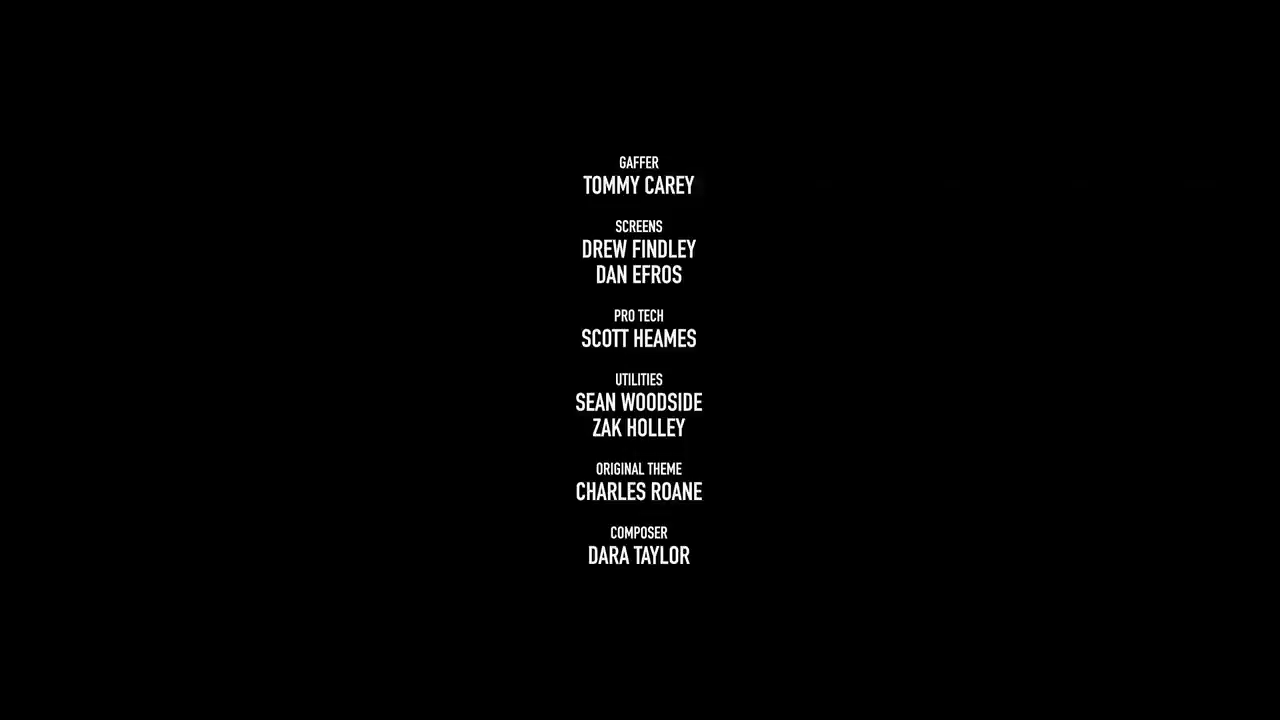 GAFFER
TOMMY CAREY
SCREENS
DREW FINDLEY
DAN EFROS
PRO TECH
SCOTT HEAMES
UTILITIES
SEAN WOODSIDE
ZAK HOLLEY
ORIGINAL THEME
CHARLES ROANE
COMPOSER
DARA TAYLOR